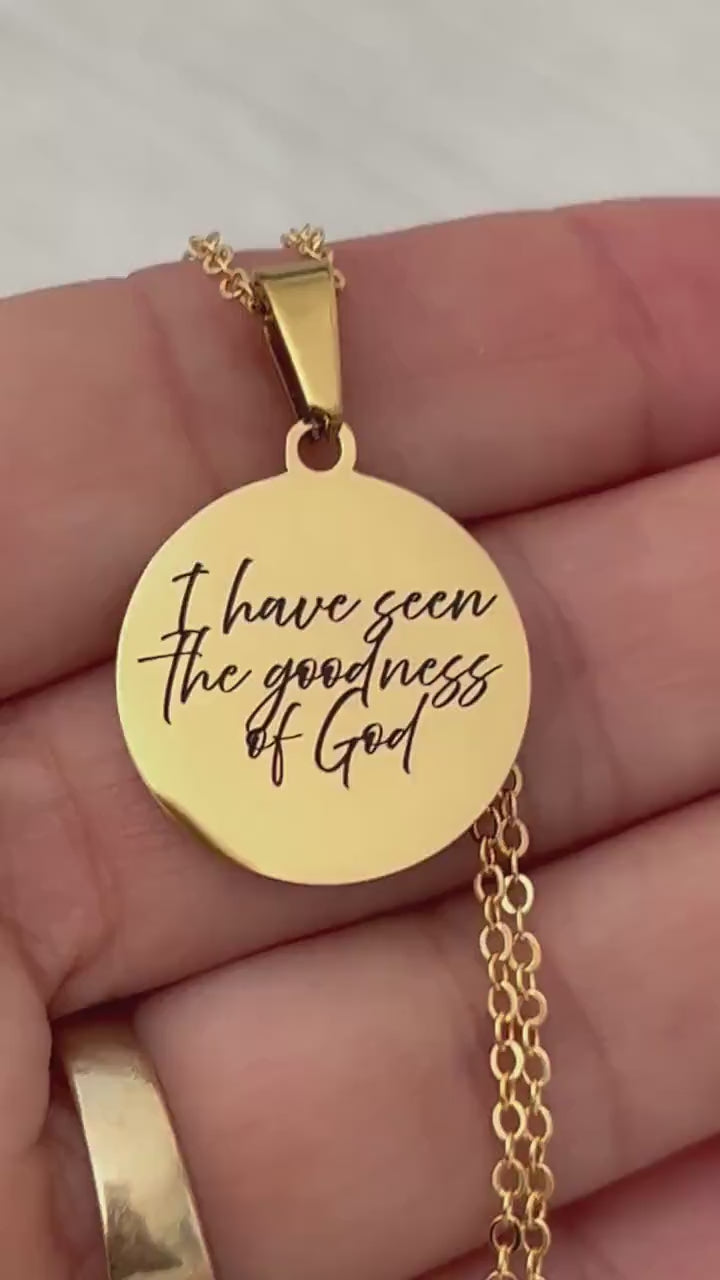 I have seen
The goodness
of God